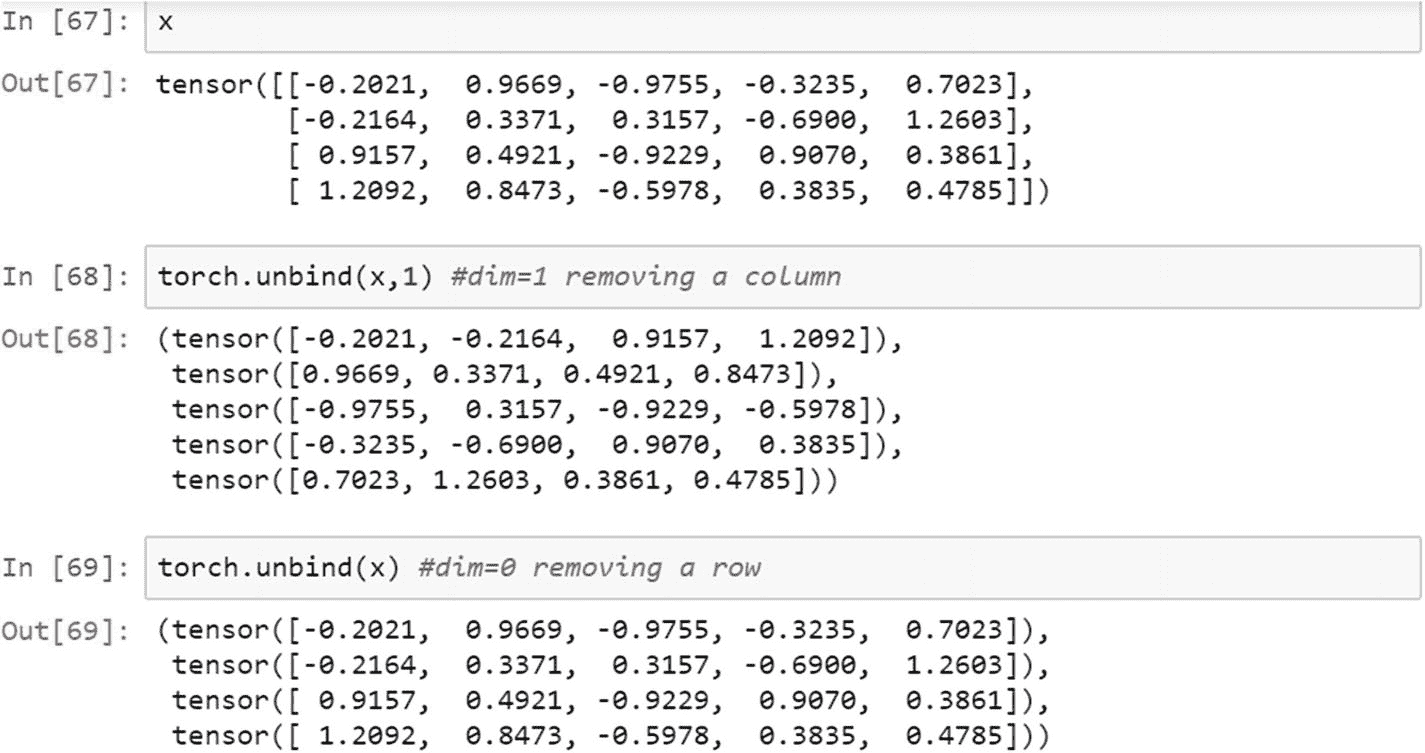 In [67]: x
Out[67]: tensor([[-0.2021,  0.9669, -0.9755, -0.3235,  0.7023],
        [-0.2164,  0.3371,  0.3157, -0.6900,  1.2603],
        [ 0.9157,  0.4921, -0.9229,  0.9070,  0.3861],
        [ 1.2092,  0.8473, -0.5978,  0.3835,  0.4785]])
In [68]: torch.unbind(x,1) #dim=1 removing a column
Out[68]: (tensor([-0.2021, -0.2164,  0.9157,  1.2092]),
 tensor([0.9669, 0.3371, 0.4921, 0.8473]),
 tensor([-0.9755,  0.3157, -0.9229, -0.5978]),
 tensor([-0.3235, -0.6900,  0.9070,  0.3835]),
 tensor([0.7023, 1.2603, 0.3861, 0.4785]))
In [69]: torch.unbind(x) #dim=0 removing a row
Out[69]: (tensor([-0.2021,  0.9669, -0.9755, -0.3235,  0.7023]),
 tensor([-0.2164,  0.3371,  0.3157, -0.6900,  1.2603]),
 tensor([ 0.9157,  0.4921, -0.9229,  0.9070,  0.3861]),
 tensor([ 1.2092,  0.8473, -0.5978,  0.3835,  0.4785]))